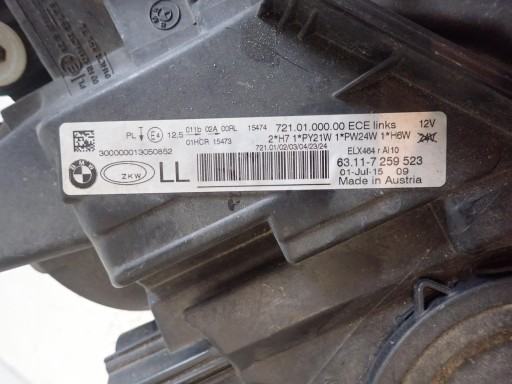 PL E4 12,5 011b 02A 00RL 15474 721.01.000.00 ECE links 12V
01HCR 15473 2*H7 1*PY21W 1*PW24W 1*H6W 24V
300000013050852 721.01/02/03/04/23/24 ELX464 r Al10
BMW ZKW LL 63.11-7 259 523
01-Jul-15 09
Made in Austria